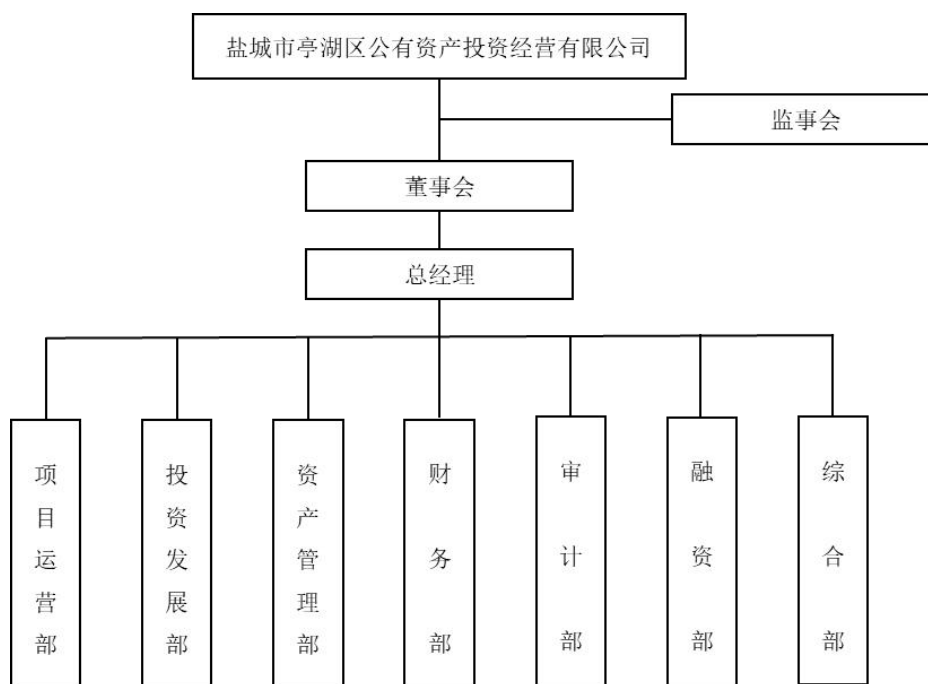 盐城市亭湖区公有资产投资经营有限公司
监事会
董事会
总经理
项目运营部
投资发展部
资产管理部
财务部
审计部
融资部
综合部